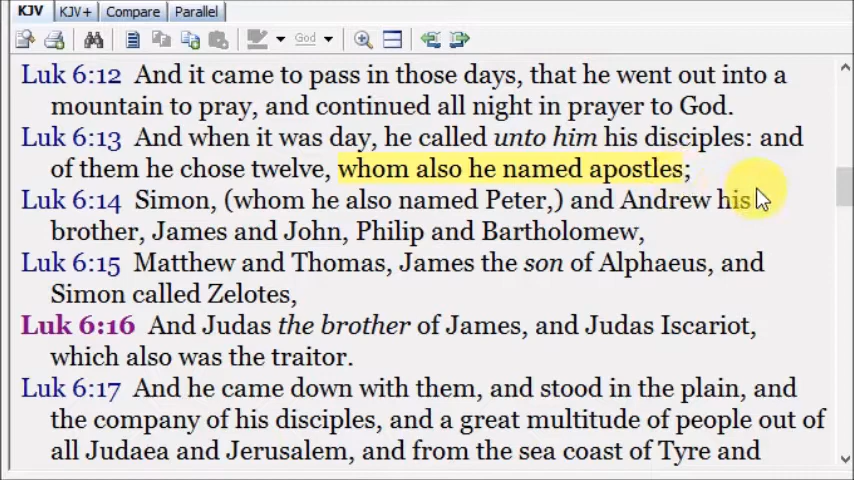 KJV KJV+ Compare Parallel
God
Luk 6:12 And it came to pass in those days, that he went out into a
mountain to pray, and continued all night in prayer to God.
Luk 6:13 And when it was day, he called unto him his disciples: and
of them he chose twelve, whom also he named apostles;
Luk 6:14 Simon, (whom he also named Peter,) and Andrew his
brother, James and John, Philip and Bartholomew,
Luk 6:15 Matthew and Thomas, James the son of Alphaeus, and
Simon called Zelotes,
Luk 6:16 And Judas the brother of James, and Judas Iscariot,
which also was the traitor.
Luk 6:17 And he came down with them, and stood in the plain, and
the company of his disciples, and a great multitude of people out of
all Judaea and Jerusalem, and from the sea coast of Tyre and